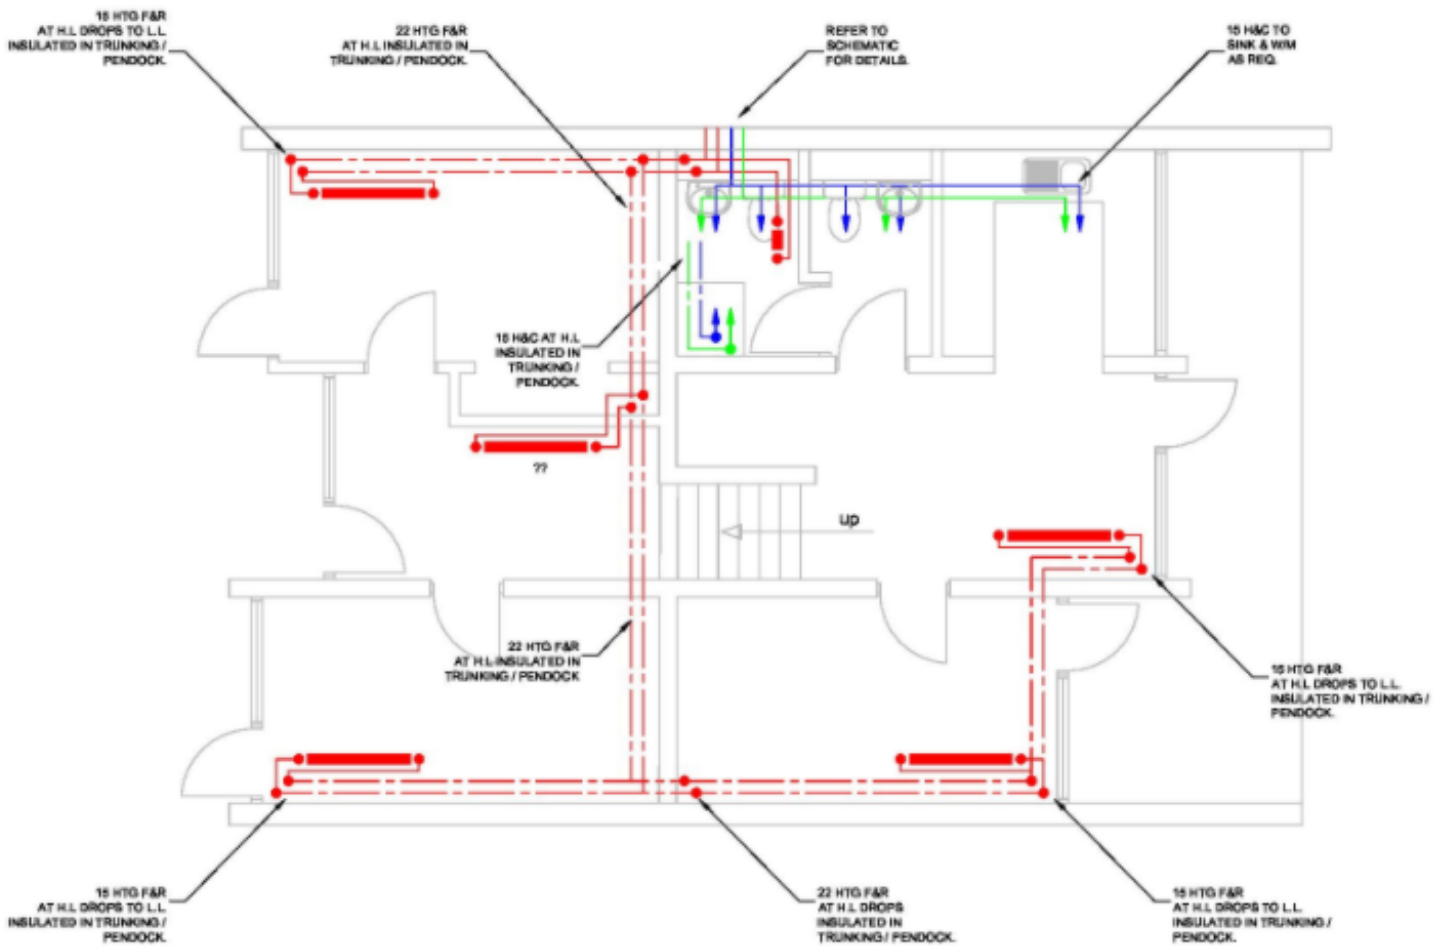 15 HTG F&R
AT H.L DROPS TO L.L
INSULATED IN TRUNKING /
PENDOCK.
22 HTG F&R
AT H.L INSULATED IN
TRUNKING / PENDOCK.
REFER TO
SCHEMATIC
FOR DETAILS.
15 H&C TO
SINK & W/M
AS REQ.
15 H&C AT H.L
INSULATED IN
TRUNKING /
PENDOCK.
??
up
22 HTG F&R
AT H.L INSULATED IN
TRUNKING / PENDOCK
15 HTG F&R
AT H.L DROPS TO L.L.
INSULATED IN TRUNKING /
PENDOCK.
15 HTG F&R
AT H.L DROPS TO L.L
INSULATED IN TRUNKING /
PENDOCK.
22 HTG F&R
AT H.L DROPS
INSULATED IN
TRUNKING / PENDOCK.
15 HTG F&R
AT H.L DROPS TO L.L.
INSULATED IN TRUNKING /
PENDOCK.